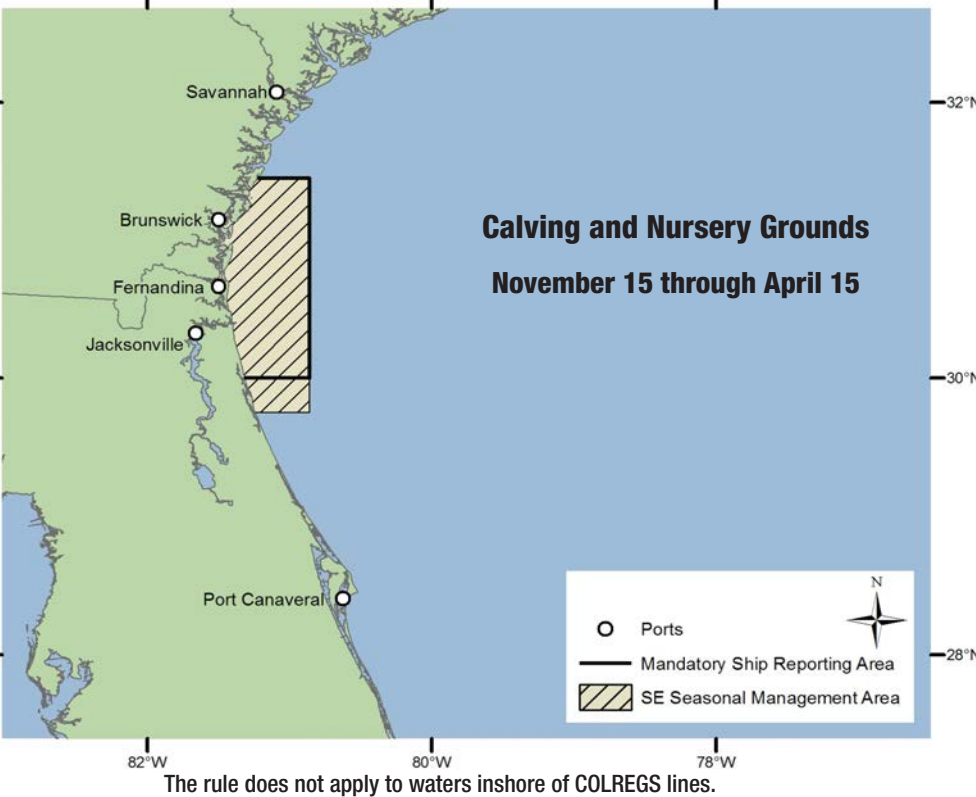 Savannah
32°N
Brunswick
Calving and Nursery Grounds
November 15 through April 15
Fernandina
Jacksonville
30°N
Port Canaveral
N
Ports
Mandatory Ship Reporting Area
SE Seasonal Management Area
28°N
82°W
80°W
78°W
The rule does not apply to waters inshore of COLREGS lines.